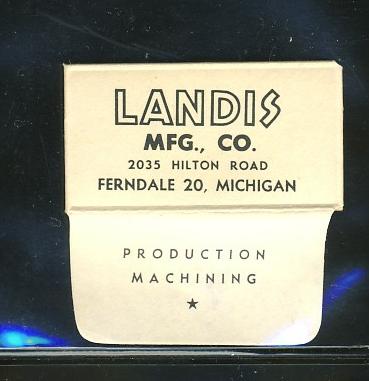 LANDIS
MFG., CO.
2035 HILTON ROAD
FERNDALE 20, MICHIGAN
PRODUCTION
MACHINING
★